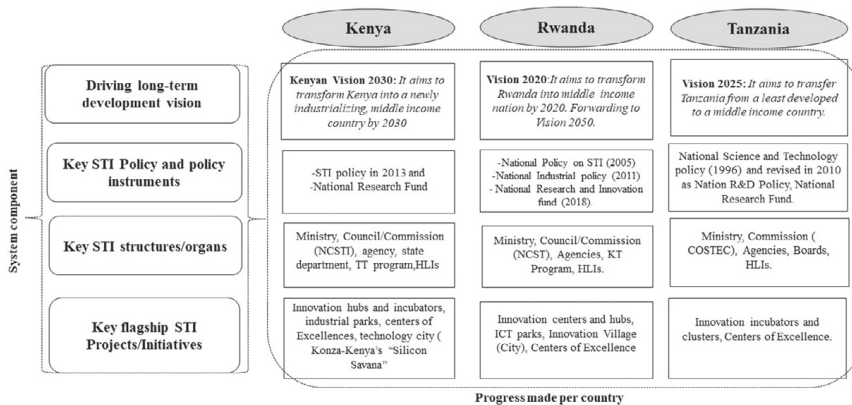 Kenya
Rwanda
Tanzania
System component
Driving long-term
development vision
Kenyan Vision 2030: It aims to
transform Kenya into a newly
industrializing, middle income
country by 2030
Vision 2020:It aims to transform
Rwanda into middle income
nation by 2020. Forwarding to
Vision 2050.
Vision 2025: It aims to transfer
Tanzania from a least developed
to a middle income country.
Key STI Policy and policy
instruments
-STI policy in 2013 and
-National Research Fund
-National Policy on STI (2005)
-National Industrial policy (2011)
- National Research and Innovation
fund (2018).
National Science and Technology
policy (1996) and revised in 2010
as Nation R&D Policy, National
Research Fund.
Key STI structures/organs
Ministry, Council/Commission
(NCSTI), agency, state
department, TT program,HLIs
Ministry, Council/Commission
(NCST), Agencies, KT
Program, HLIs.
Ministry, Commission (
COSTEC), Agencies, Boards,
HLIs.
Key flagship STI
Projects/Initiatives
Innovation hubs and incubators,
industrial parks, centers of
Excellences, technology city (
Konza-Kenya's "Silicon
Savana"
Innovation centers and hubs,
ICT parks, Innovation Village
(City), Centers of Excellence
Innovation incubators and
clusters, Centers of Excellence.
Progress made per country